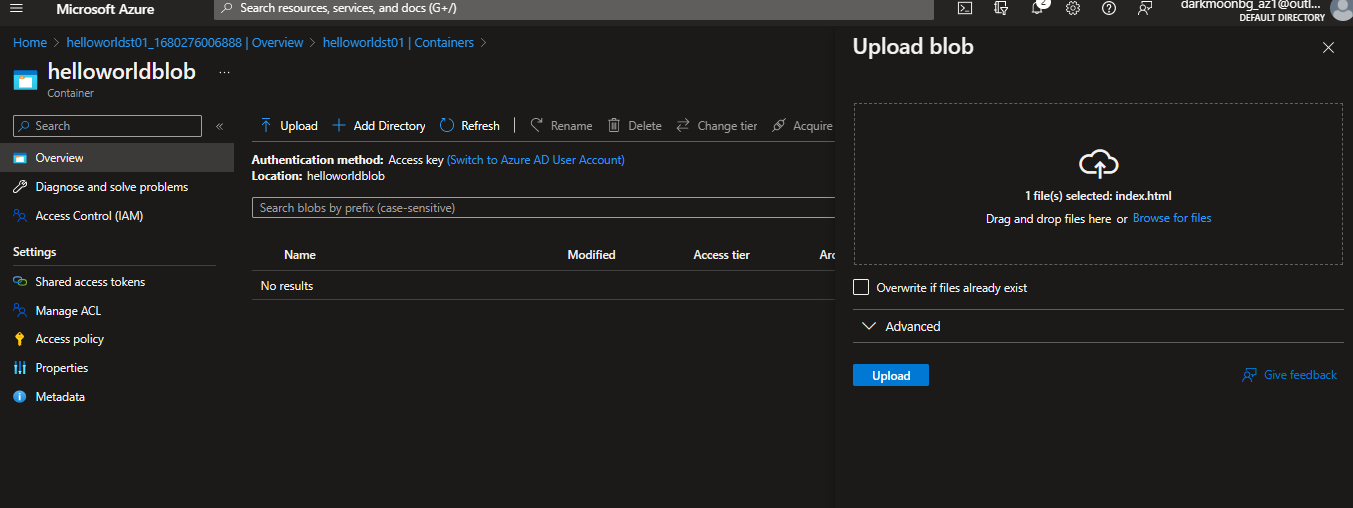 Microsoft Azure
Search resources, services, and docs (G+/)
2
darkmoonbg_az1@outl...
DEFAULT DIRECTORY
Home > helloworldst01_1680276006888 | Overview > helloworldst01 | Containers >
helloworldblob ...
Container
Search
«
Overview
Diagnose and solve problems
Access Control (IAM)
Settings
Shared access tokens
Manage ACL
Access policy
Properties
Metadata
Upload + Add Directory Refresh | Rename Delete Change tier Acquire
Authentication method: Access key (Switch to Azure AD User Account)
Location: helloworldblob
Search blobs by prefix (case-sensitive)
Name Modified Access tier Arc
No results
Upload blob
1 file(s) selected: index.html
Drag and drop files here or Browse for files
Overwrite if files already exist
Advanced
Upload
Give feedback